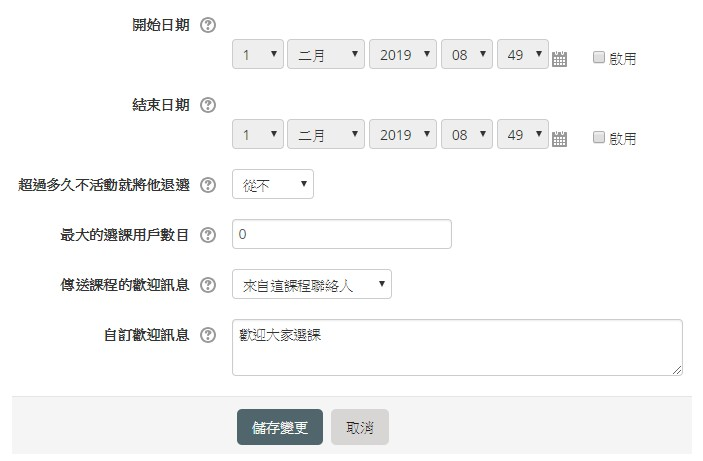 開始日期
1 二月 2019 08 49 啟用
結束日期
1 二月 2019 08 49 啟用
超過多久不活動就將他退選 從不
最大的選課用戶數目 0
傳送課程的歡迎訊息 來自這課程聯絡人
自訂歡迎訊息 歡迎大家選課
儲存變更 取消